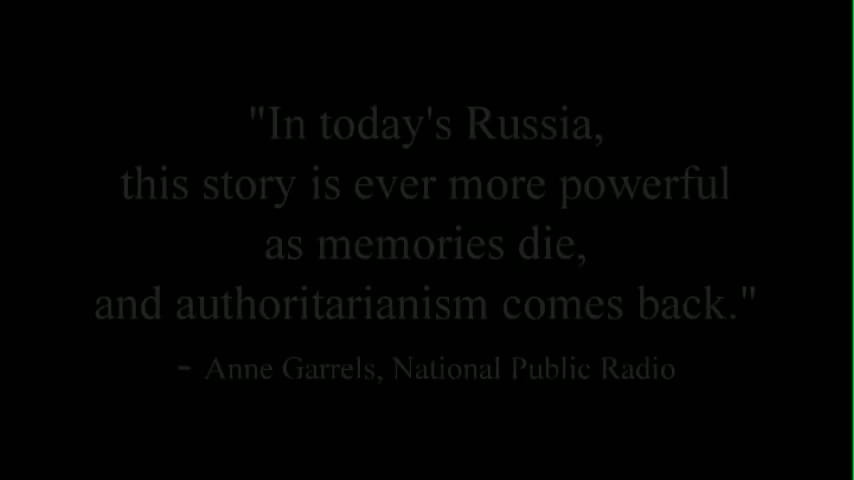 "In today's Russia,
this story is ever more powerful
as memories die,
and authoritarianism comes back."
- Anne Garrels, National Public Radio